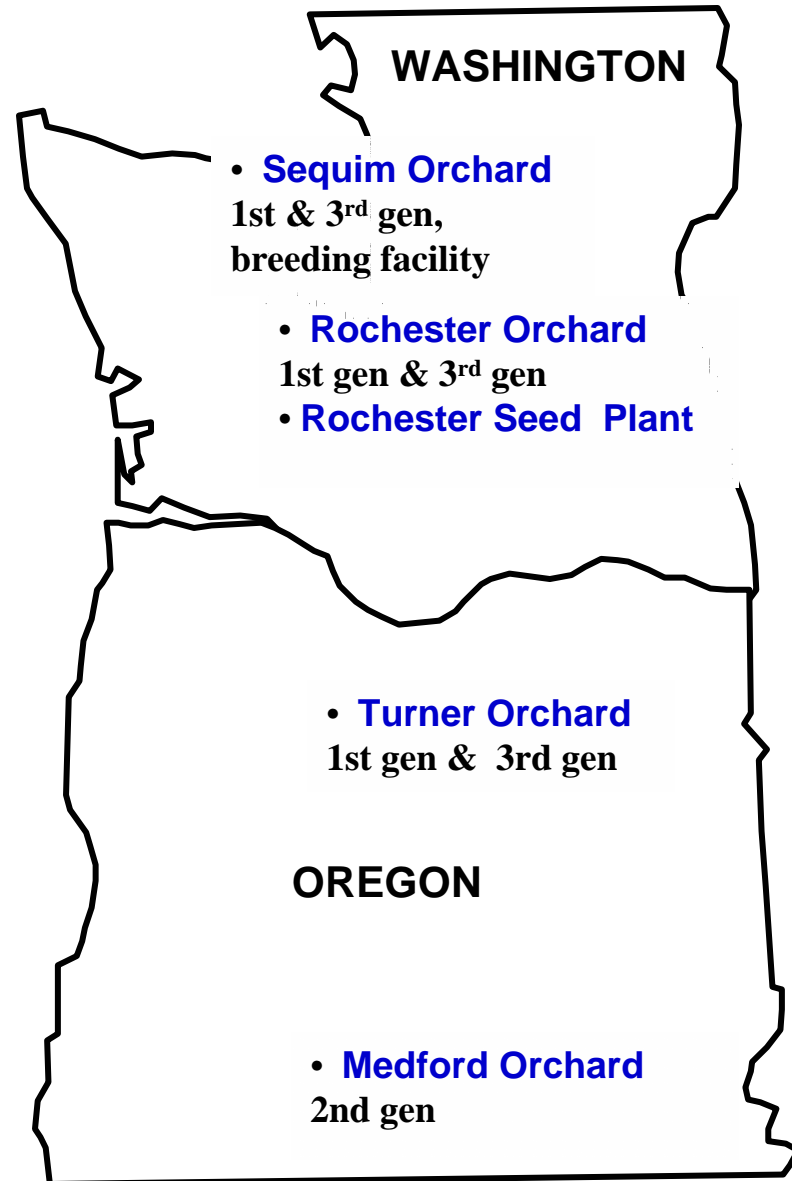 WASHINGTON
• Sequim Orchard
1st & 3rd gen,
breeding facility
• Rochester Orchard
1st gen & 3rd gen
• Rochester Seed Plant
• Turner Orchard
1st gen & 3rd gen
OREGON
• Medford Orchard
2nd gen